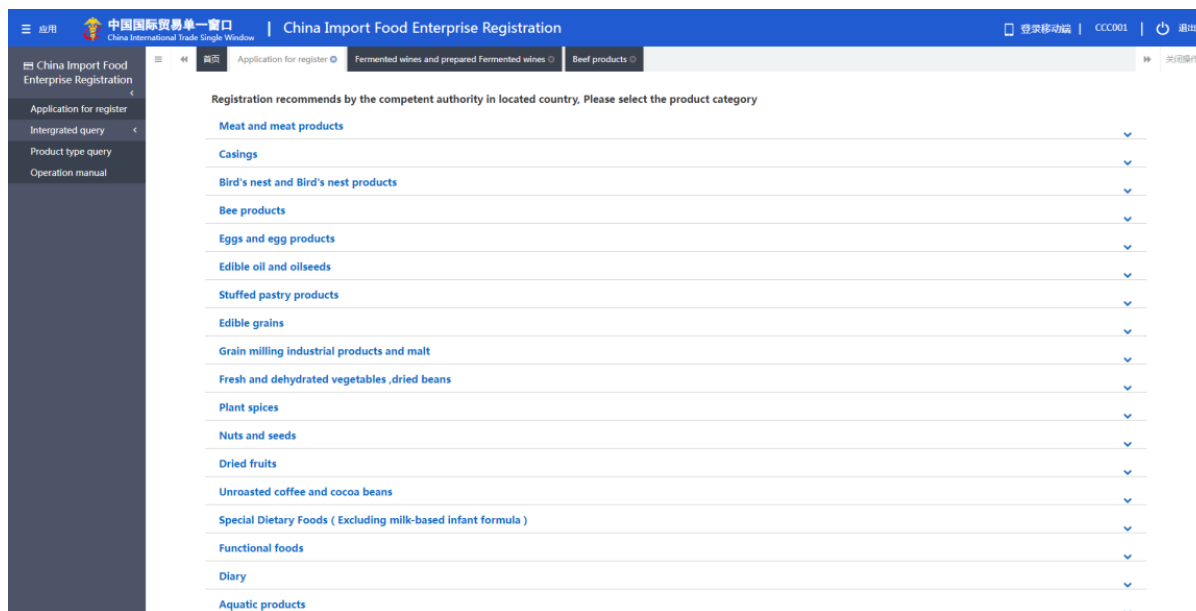 应用
中国国际贸易单一窗口
China International Trade Single Window
China Import Food Enterprise Registration
登录移动端
CCC001
退出
China Import Food
Enterprise Registration
Application for register
Intergrated query
Product type query
Operation manual
首页
Application for register
Fermented wines and prepared Fermented wines
Beef products
关闭操作
Registration recommends by the competent authority in located country, Please select the product category
Meat and meat products
Casings
Bird's nest and Bird's nest products
Bee products
Eggs and egg products
Edible oil and oilseeds
Stuffed pastry products
Edible grains
Grain milling industrial products and malt
Fresh and dehydrated vegetables ,dried beans
Plant spices
Nuts and seeds
Dried fruits
Unroasted coffee and cocoa beans
Special Dietary Foods ( Excluding milk-based infant formula )
Functional foods
Diary
Aquatic products